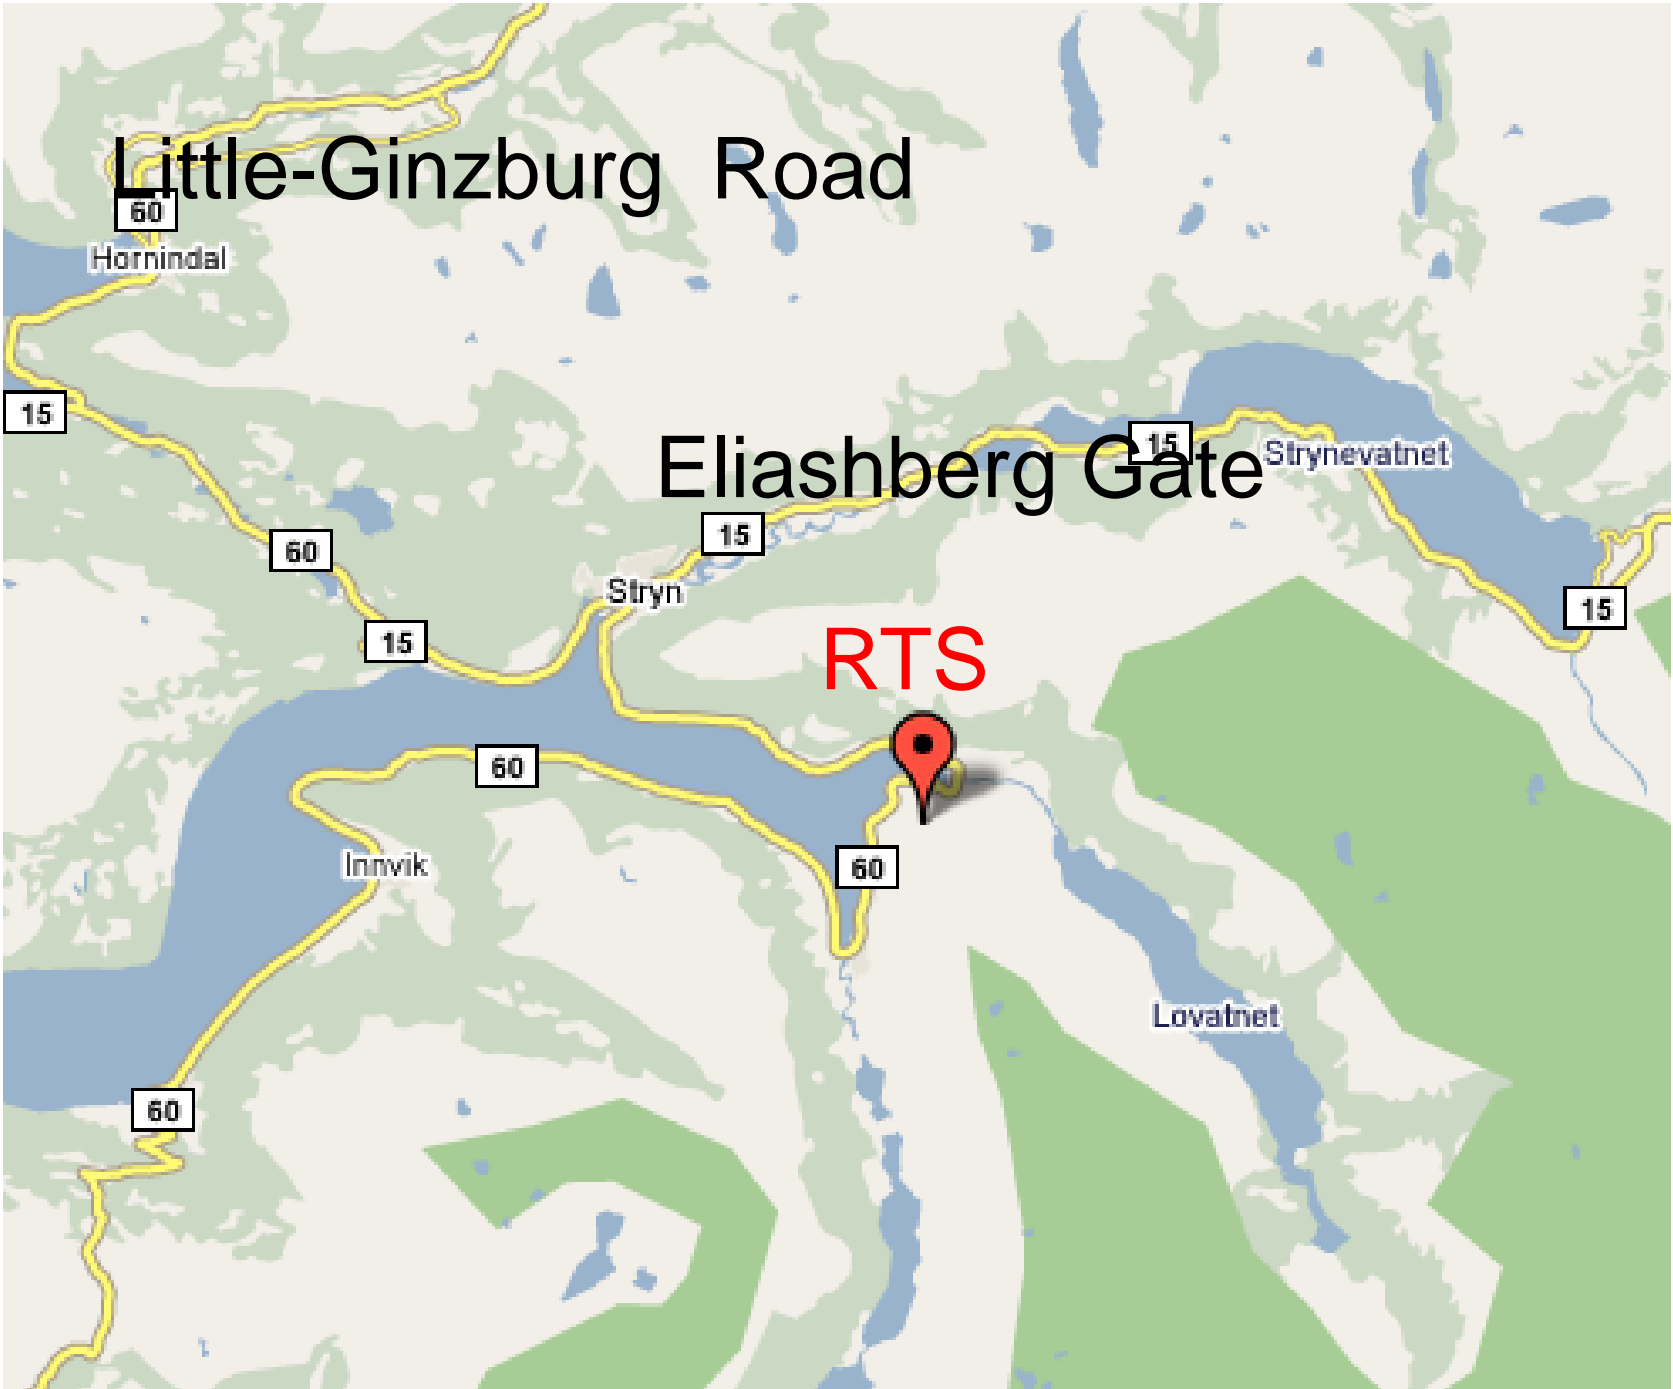 Little-Ginzburg Road
60
Hornindal
15
Eliashberg Gate
15
Strynevatnet
15
60
Stryn
15
15
RTS
60
Innvik
60
Lovatnet
60